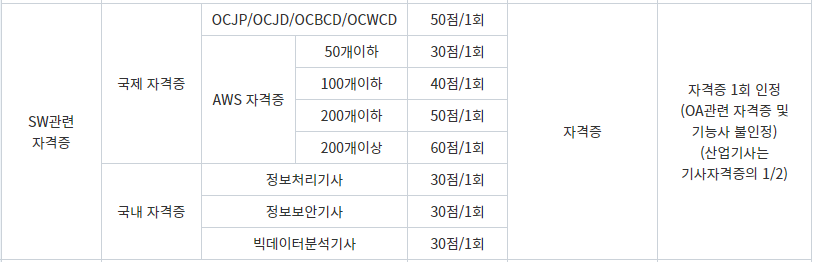 SW관련
자격증
국제 자격증
OCJP/OCJD/OCBCD/OCWCD
50점/1회
AWS 자격증
50개이하
30점/1회
100개이하
40점/1회
200개이하
50점/1회
200개이상
60점/1회
국내 자격증
정보처리기사
30점/1회
정보보안기사
30점/1회
빅데이터분석기사
30점/1회
자격증
자격증 1회 인정
(OA관련 자격증 및
기능사 불인정)
(산업기사는
기사자격증의 1/2)